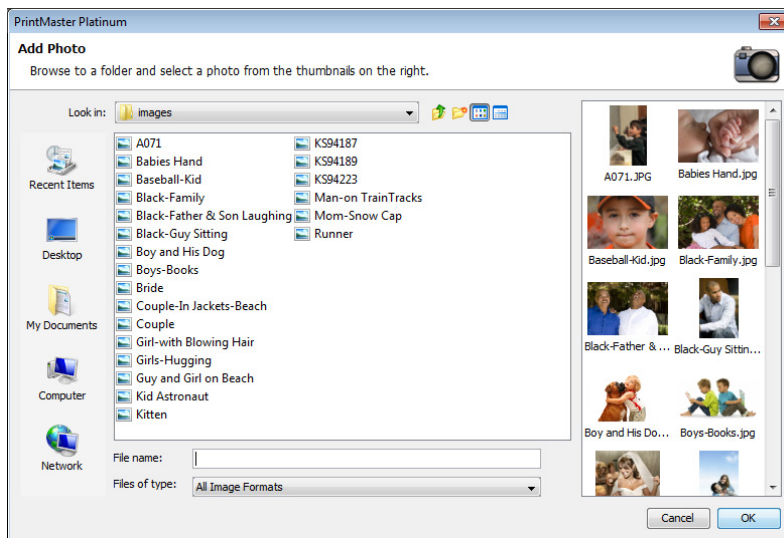 PrintMaster Platinum
Add Photo
Browse to a folder and select a photo from the thumbnails on the right.
Look in:
images
Recent Items
Desktop
My Documents
Computer
Network
A071
Babies Hand
Baseball-Kid
Black-Family
Black-Father & Son Laughing
Black-Guy Sitting
Boy and His Dog
Boys-Books
Bride
Couple-In Jackets-Beach
Couple
Girl-with Blowing Hair
Girls-Hugging
Guy and Girl on Beach
Kid Astronaut
Kitten
KS94187
KS94189
KS94223
Man-on TrainTracks
Mom-Snow Cap
Runner
File name:
Files of type:
All Image Formats
A071.JPG
Babies Hand.jpg
Baseball-Kid.jpg
Black-Family.jpg
Black-Father & ...
Black-Guy Sittin...
Boy and His Do...
Boys-Books.jpg
Cancel
OK